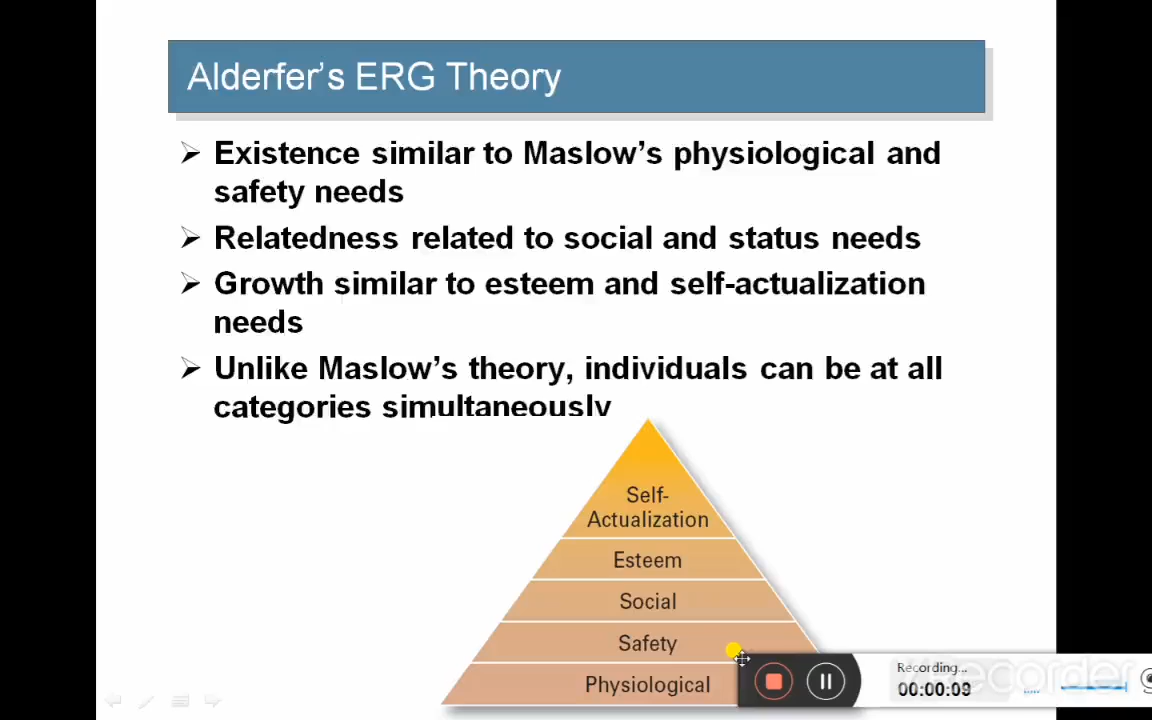 Alderfer’s ERG Theory
Existence similar to Maslow’s physiological and
safety needs
Relatedness related to social and status needs
Growth similar to esteem and self-actualization
needs
Unlike Maslow’s theory, individuals can be at all
categories simultaneously
Self-
Actualization
Esteem
Social
Safety
Physiological
Recording...
00:00:09